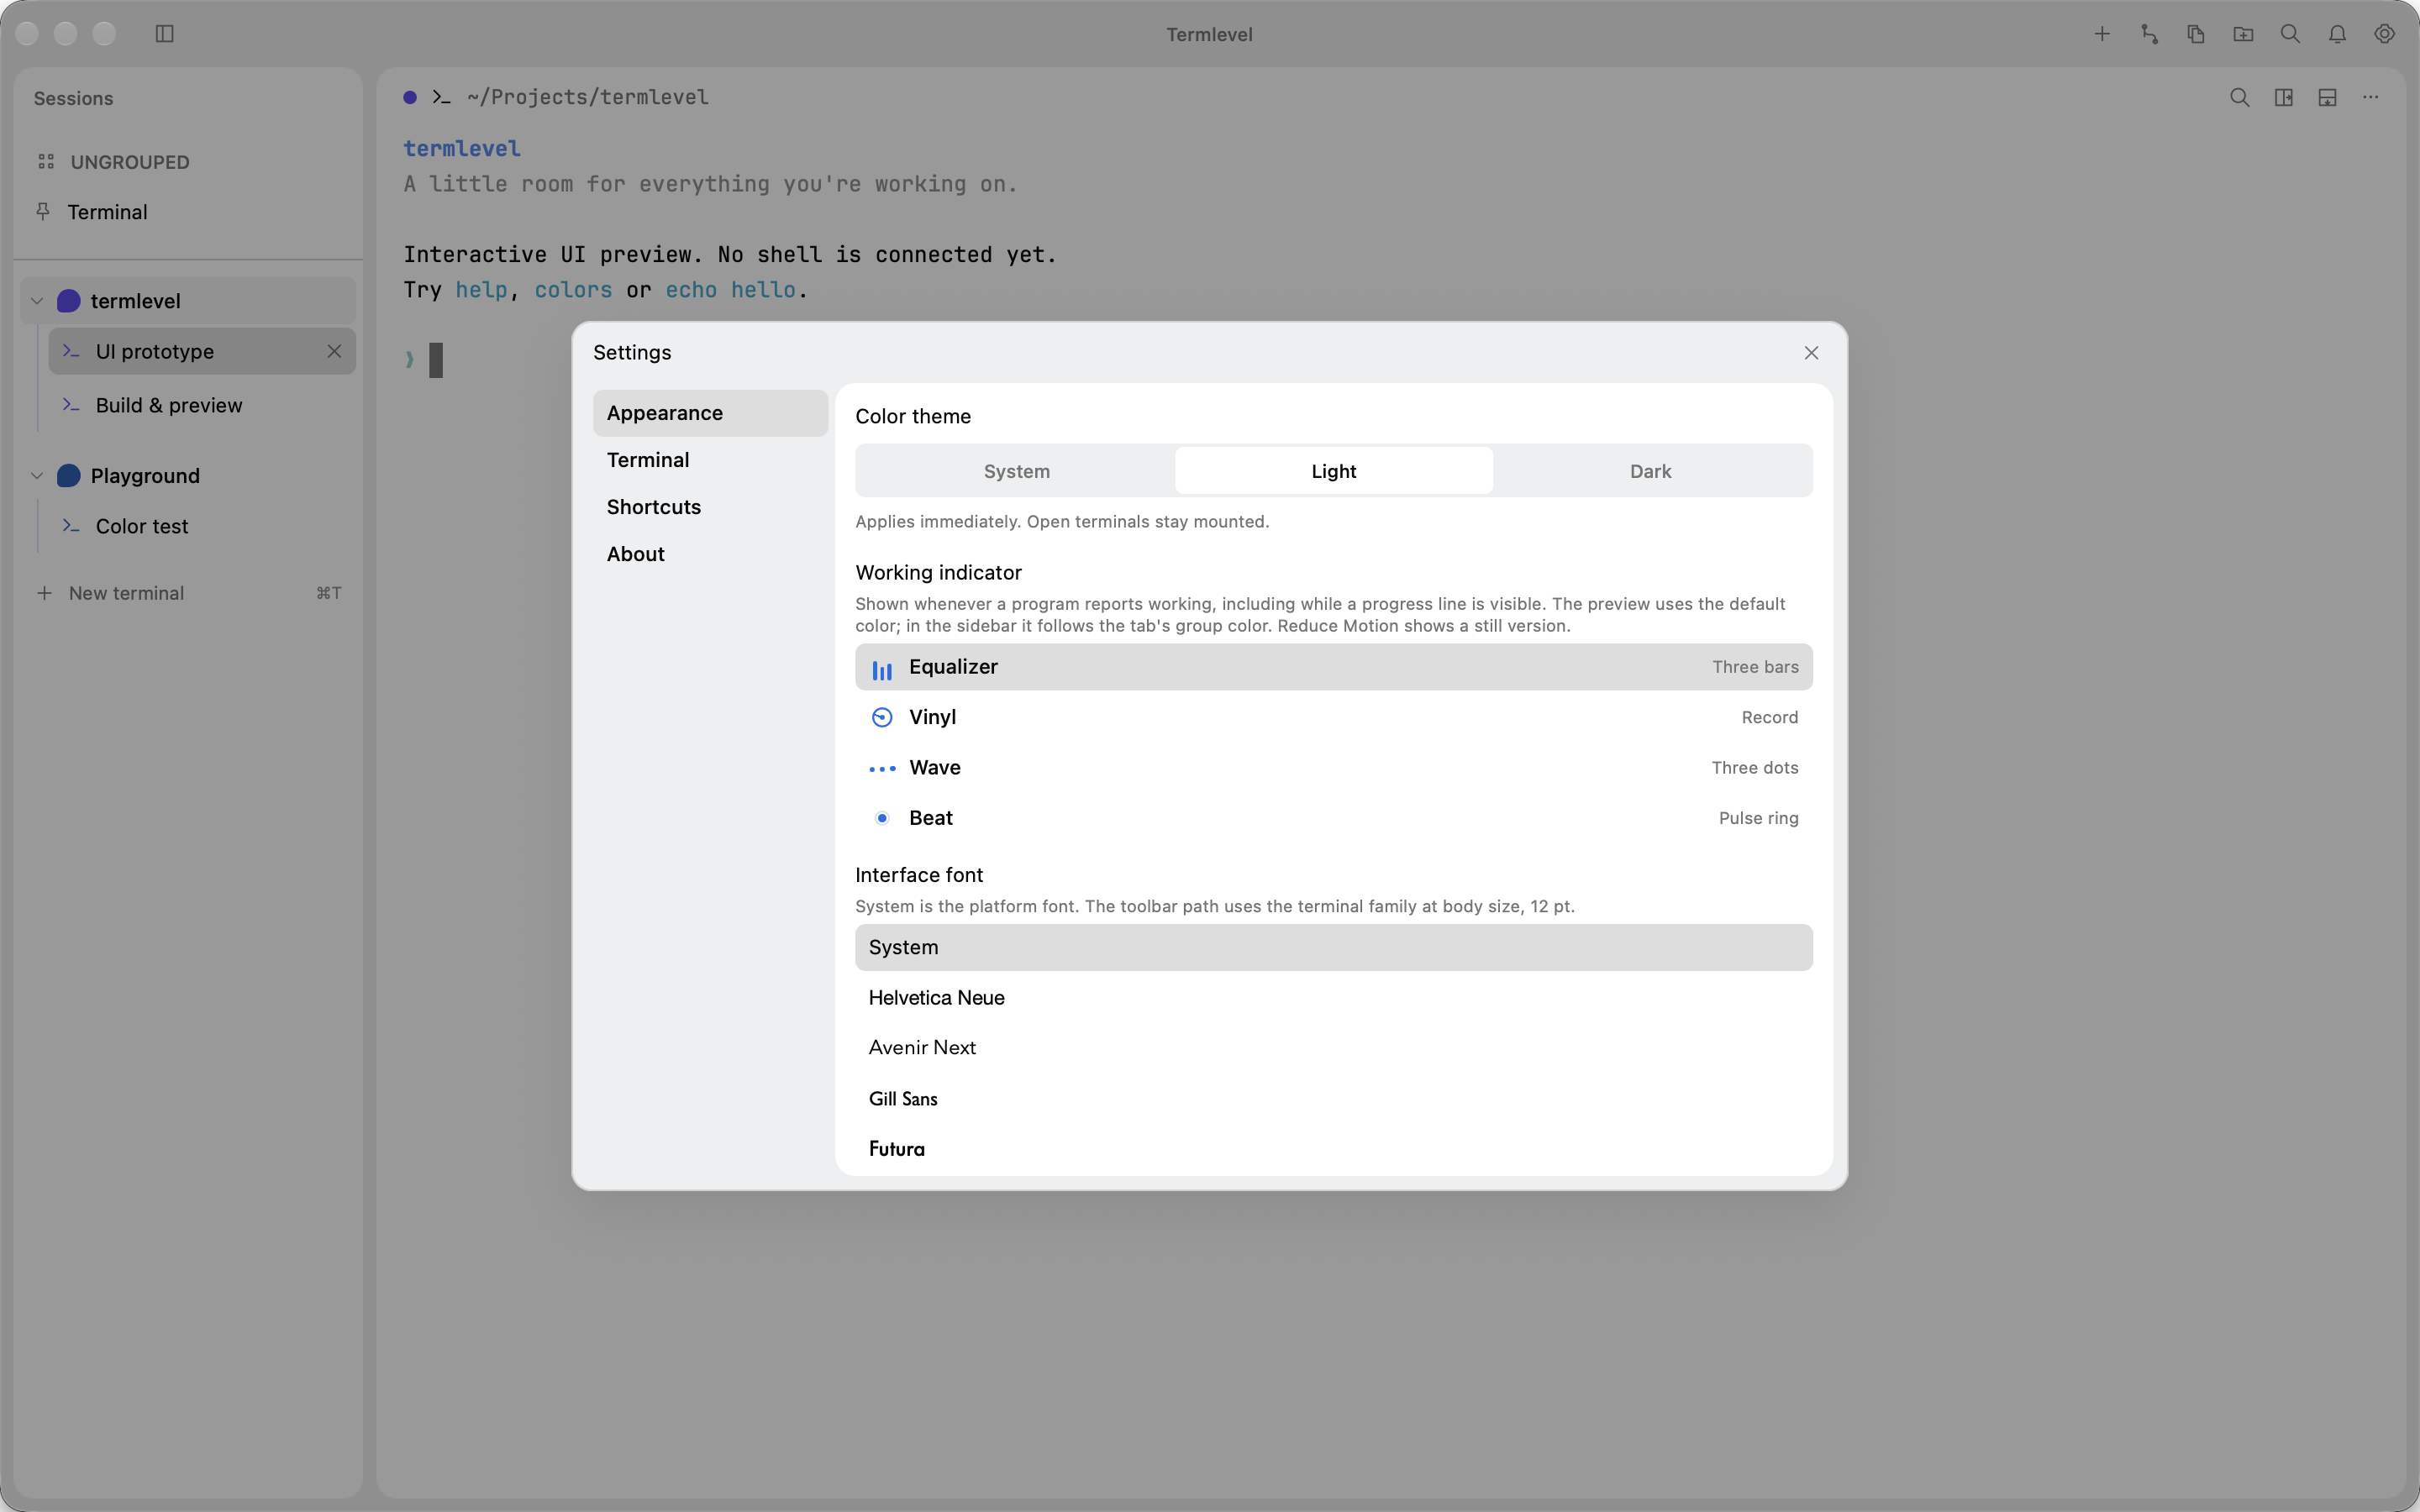 Termlevel
Sessions
UNGROUPED
Terminal
termlevel
UI prototype
Build & preview
Playground
Color test
New terminal ⌘T
~/Projects/termlevel
termlevel
A little room for everything you're working on.
Interactive UI preview. No shell is connected yet.
Try help, colors or echo hello.
❯
Settings
Appearance
Terminal
Shortcuts
About
Color theme
System Light Dark
Applies immediately. Open terminals stay mounted.
Working indicator
Shown whenever a program reports working, including while a progress line is visible. The preview uses the default
color; in the sidebar it follows the tab's group color. Reduce Motion shows a still version.
Equalizer Three bars
Vinyl Record
Wave Three dots
Beat Pulse ring
Interface font
System is the platform font. The toolbar path uses the terminal family at body size, 12 pt.
System
Helvetica Neue
Avenir Next
Gill Sans
Futura